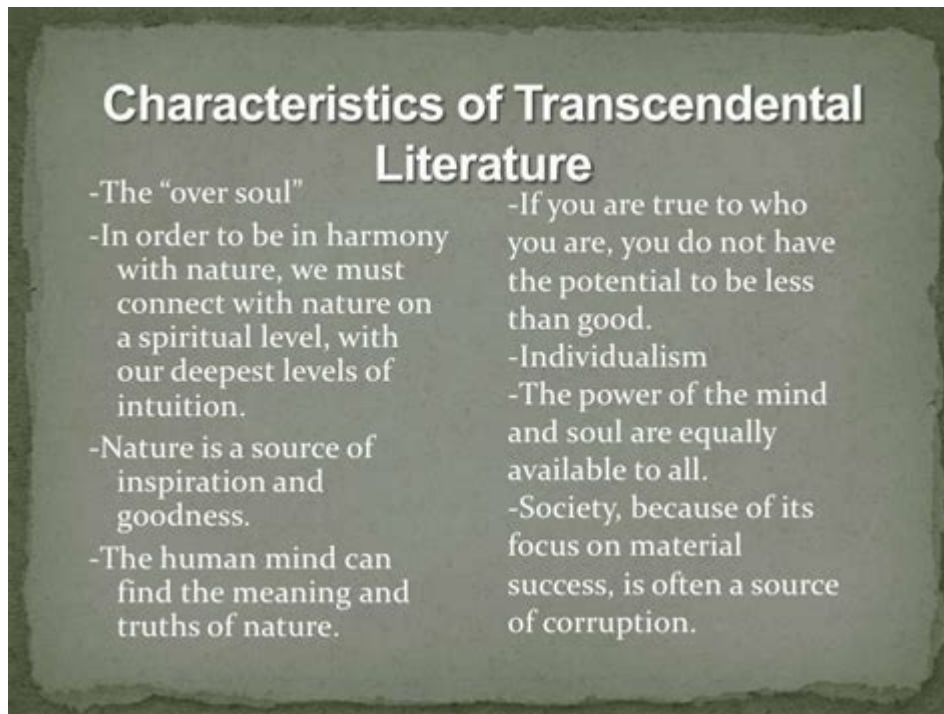 Characteristics of Transcendental
Literature
-The “over soul”
-In order to be in harmony
with nature, we must
connect with nature on
a spiritual level, with
our deepest levels of
intuition.
-Nature is a source of
inspiration and
goodness.
-The human mind can
find the meaning and
truths of nature.
-If you are true to who
you are, you do not have
the potential to be less
than good.
-Individualism
-The power of the mind
and soul are equally
available to all.
-Society, because of its
focus on material
success, is often a source
of corruption.